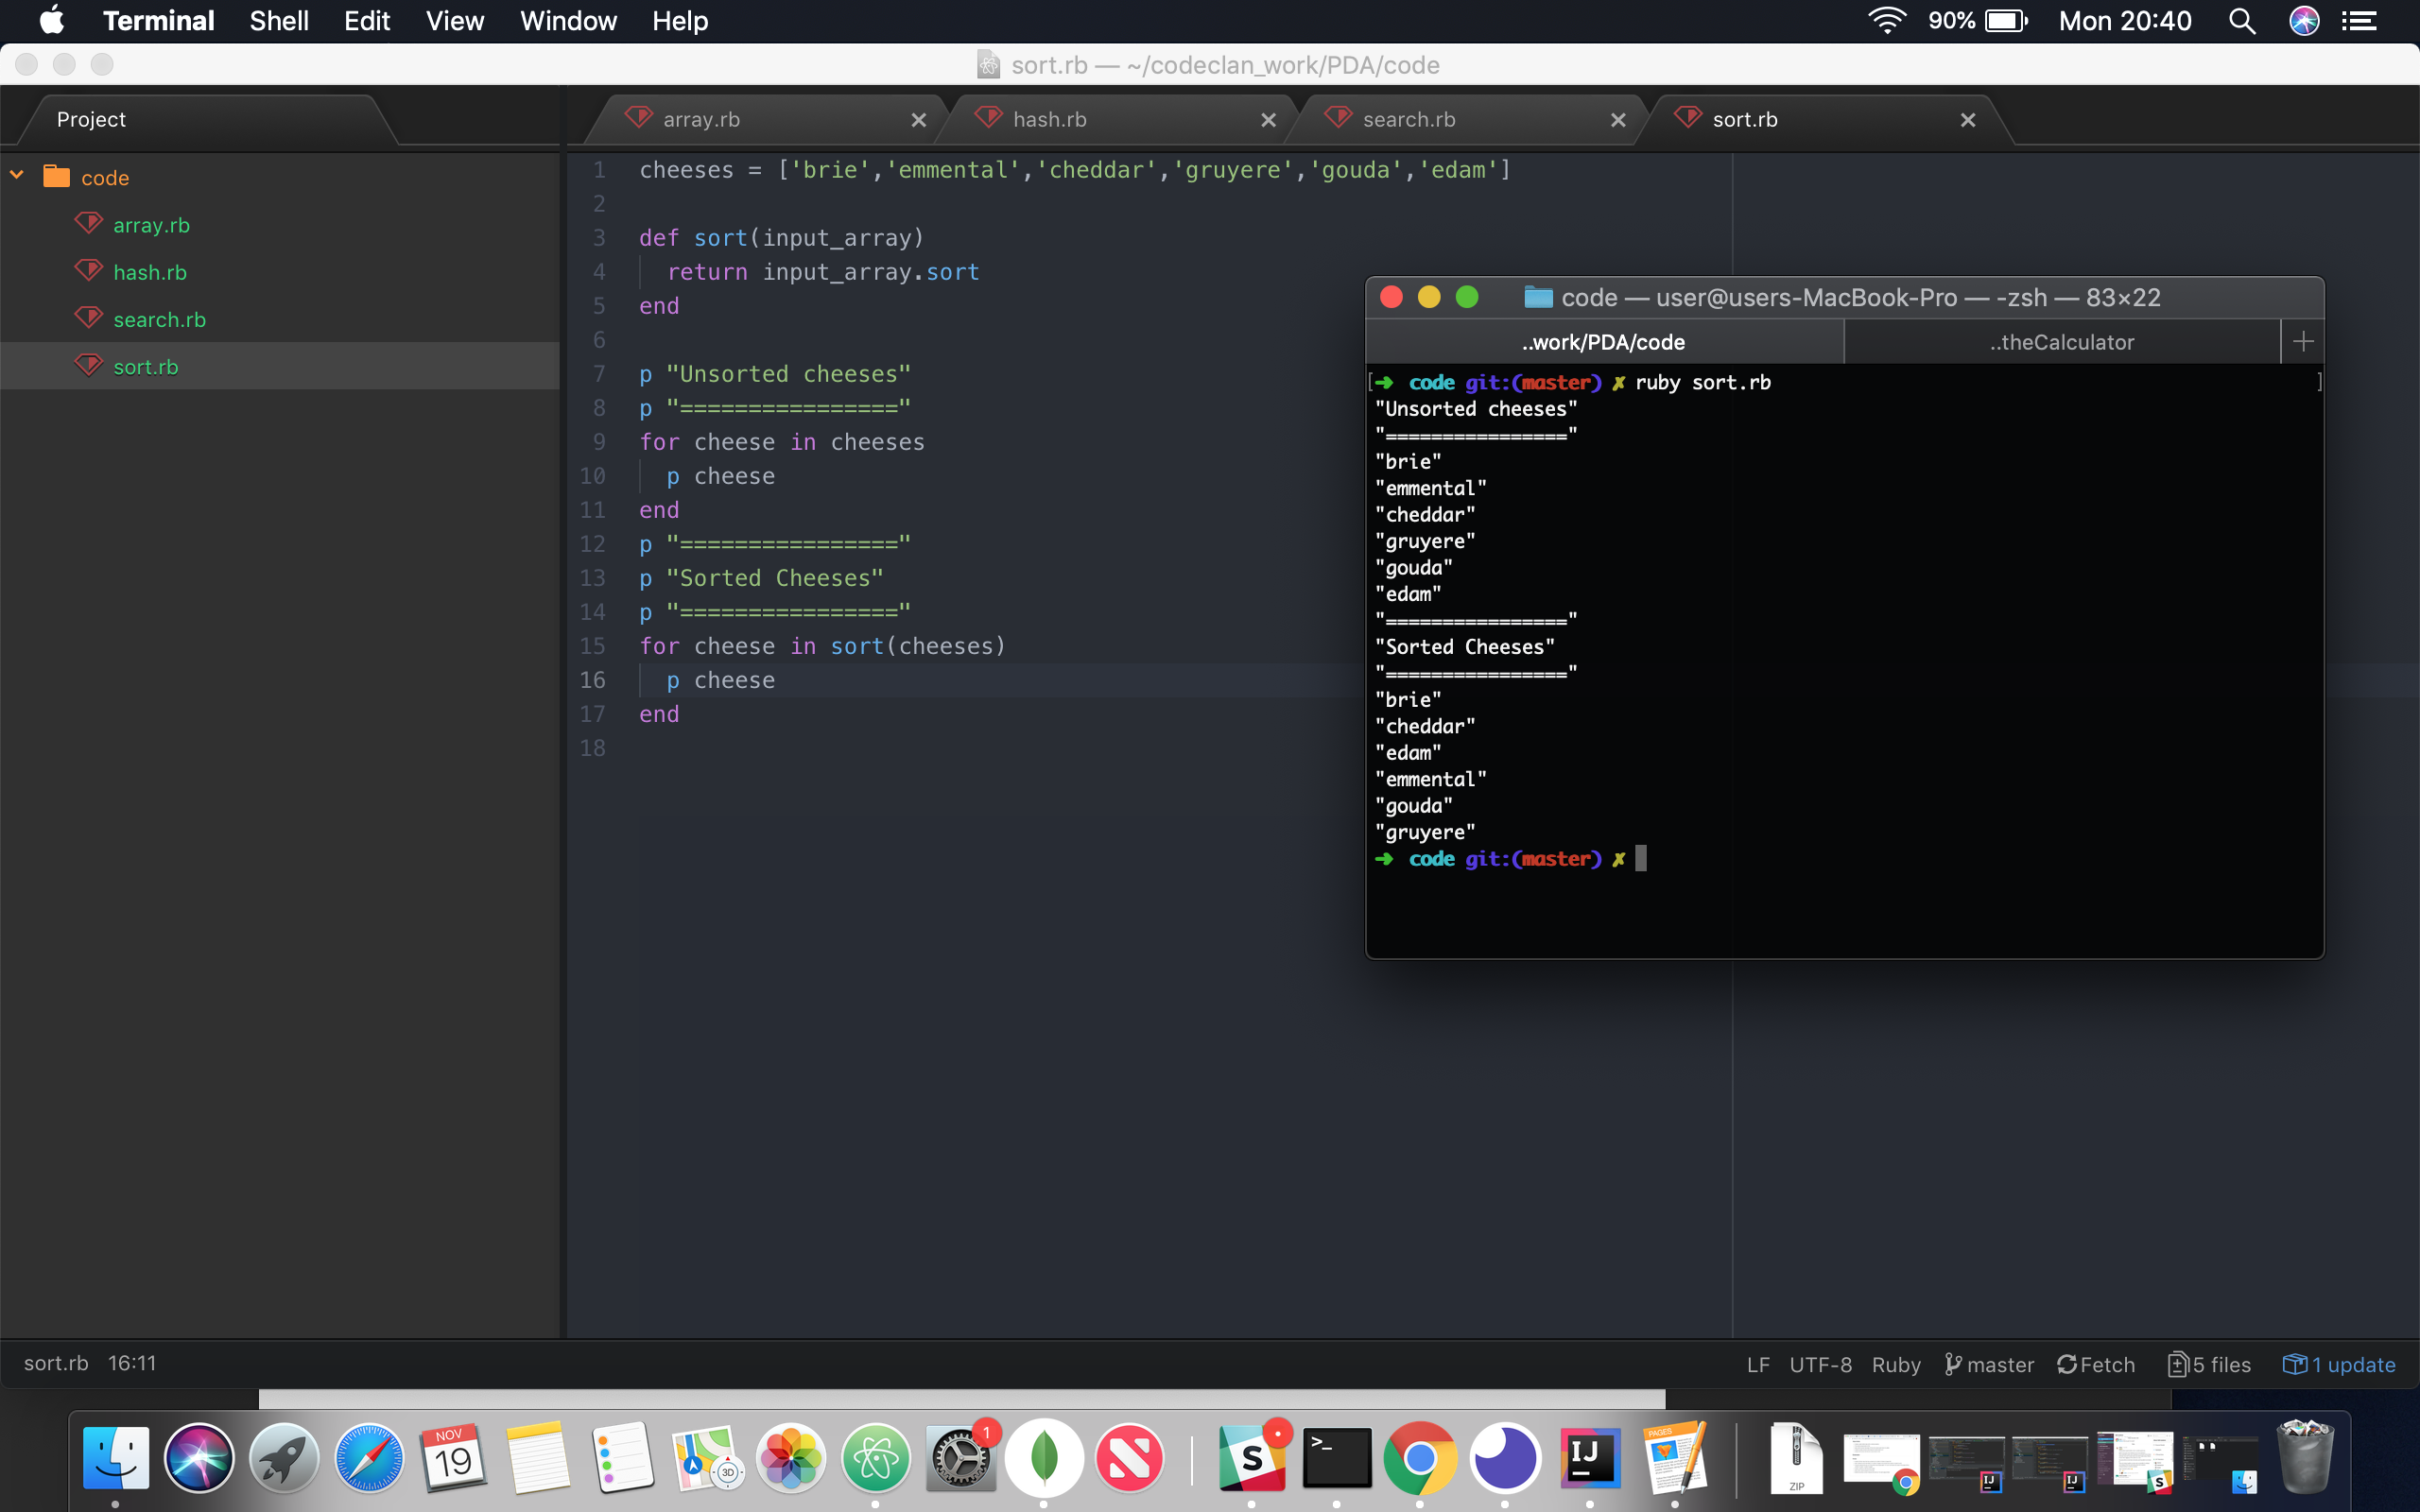 Terminal Shell Edit View Window Help 90% Mon 20:40
sort.rb — ~/codeclan_work/PDA/code
Project array.rb hash.rb search.rb sort.rb
code
array.rb
hash.rb
search.rb
sort.rb
1 cheeses = ['brie','emmental','cheddar','gruyere','gouda','edam']
2
3 def sort(input_array)
4 return input_array.sort
5 end
6
7 p "Unsorted cheeses"
8 p "================"
9 for cheese in cheeses
10 p cheese
11 end
12 p "================"
13 p "Sorted Cheeses"
14 p "================"
15 for cheese in sort(cheeses)
16 p cheese
17 end
18
code — user@users-MacBook-Pro — -zsh — 83×22
..work/PDA/code ..theCalculator
[➜ code git:(master) ✗ ruby sort.rb ]
"Unsorted cheeses"
"================"
"brie"
"emmental"
"cheddar"
"gruyere"
"gouda"
"edam"
"================"
"Sorted Cheeses"
"================"
"brie"
"cheddar"
"edam"
"emmental"
"gouda"
"gruyere"
➜ code git:(master) ✗
sort.rb 16:11 LF UTF-8 Ruby master Fetch 5 files 1 update
NOV
19
3D
1
S
>_
IJ
PAGES
ZIP
IJ
IJ
S